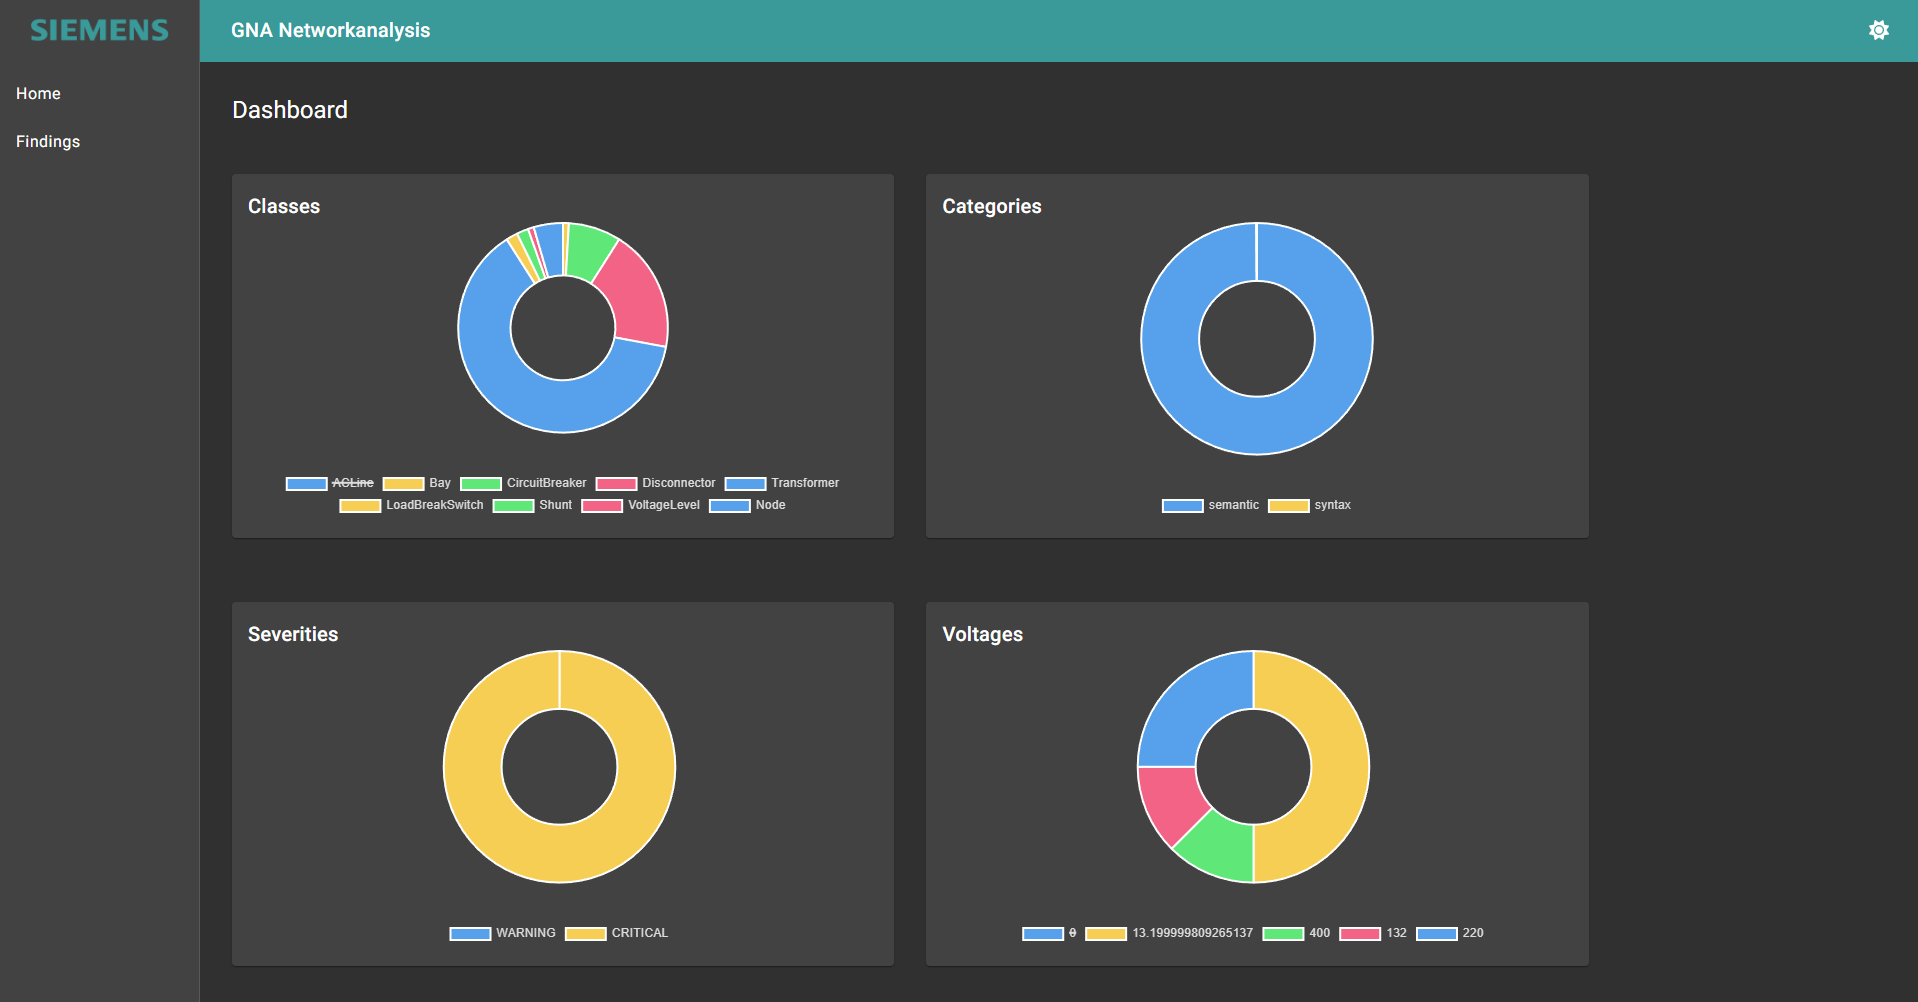 SIEMENS
GNA Networkanalysis
Home
Findings
Dashboard
Classes
ACLine Bay CircuitBreaker Disconnector Transformer
LoadBreakSwitch Shunt VoltageLevel Node
Categories
semantic syntax
Severities
WARNING CRITICAL
Voltages
0 13.199999809265137 400 132 220